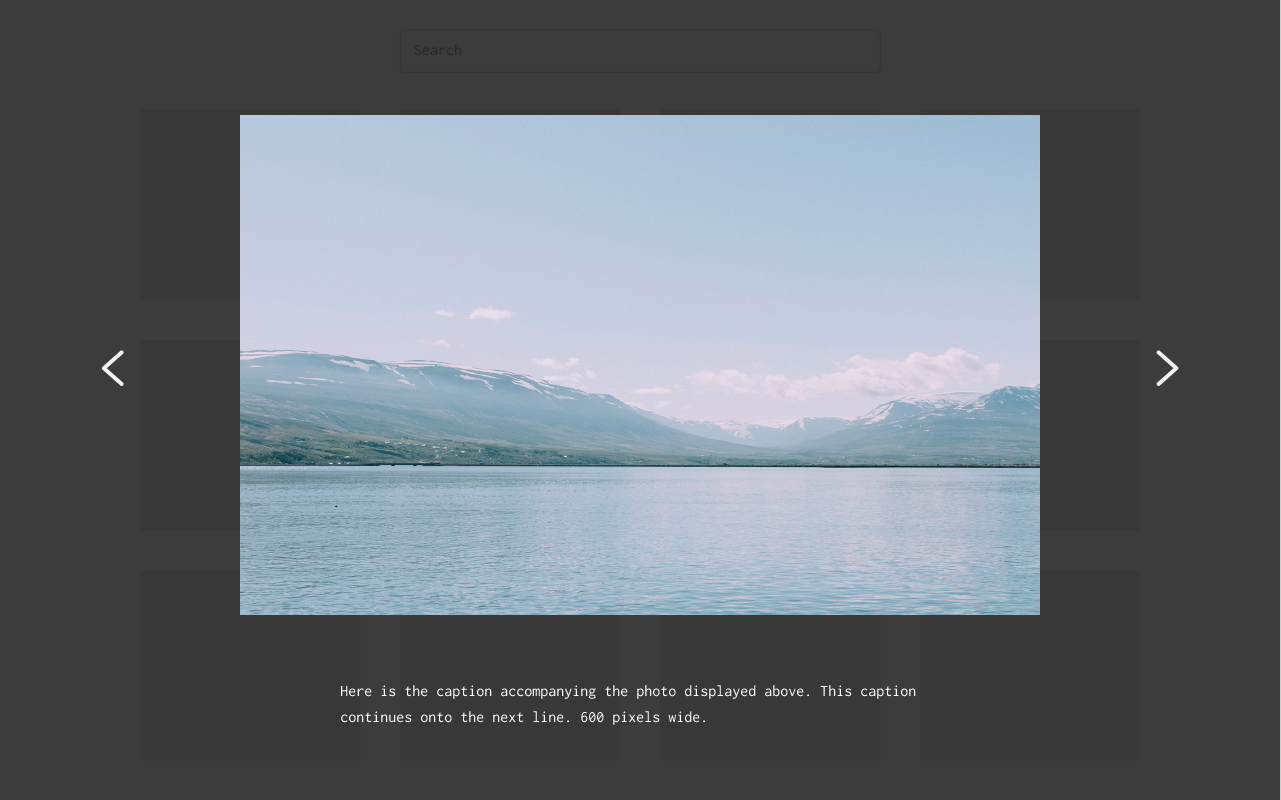 Search
Here is the caption accompanying the photo displayed above. This caption
continues onto the next line. 600 pixels wide.